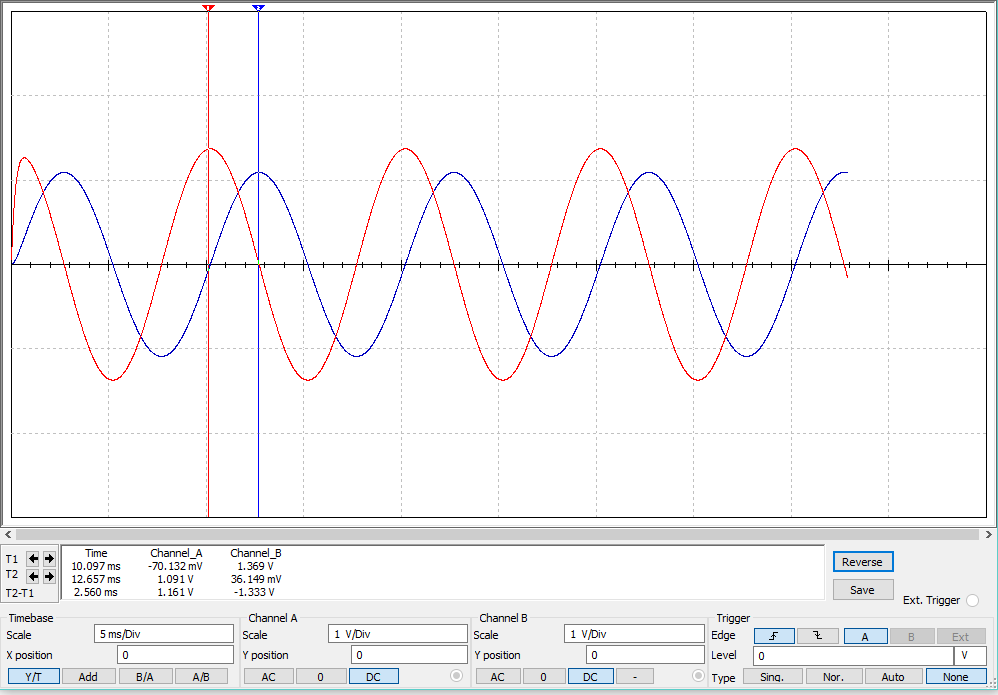 1 2
T1
T2
T2-T1
Time Channel_A Channel_B
10.097 ms -70.132 mV 1.369 V
12.657 ms 1.091 V 36.149 mV
2.560 ms 1.161 V -1.333 V
Reverse
Save
Ext. Trigger
Timebase
Scale 5 ms/Div
X position 0
Y/T Add B/A A/B
Channel A
Scale 1 V/Div
Y position 0
AC 0 DC
Channel B
Scale 1 V/Div
Y position 0
AC 0 DC -
Trigger
Edge A B Ext
Level 0 V
Type Sing. Nor. Auto None